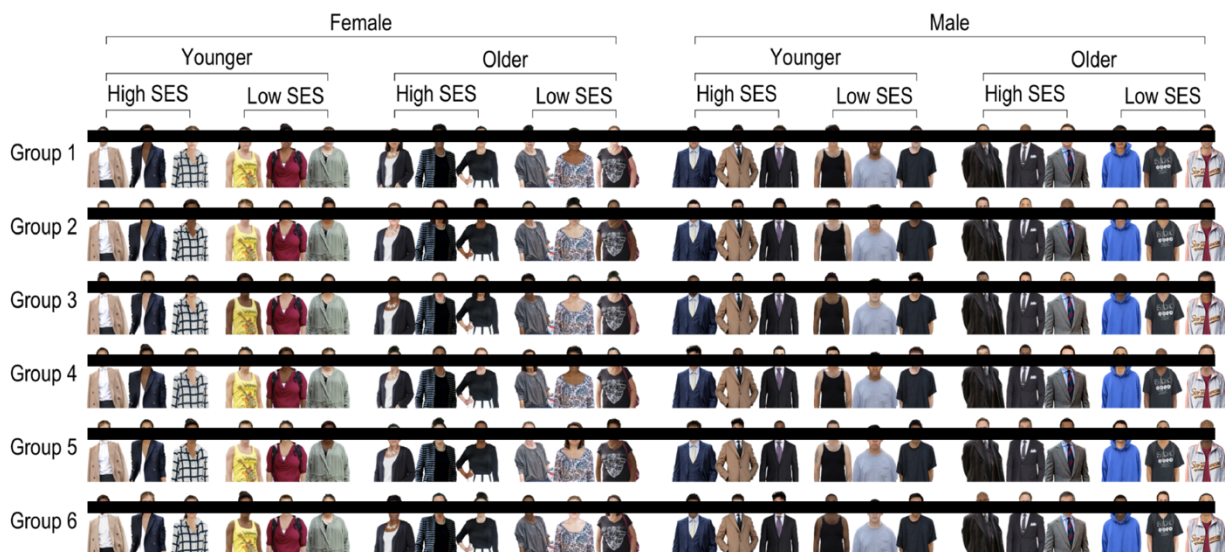 Female Male
Younger Older Younger Older
High SES Low SES High SES Low SES High SES Low SES High SES Low SES
Group 1
Group 2
Group 3
Group 4
Group 5
Group 6